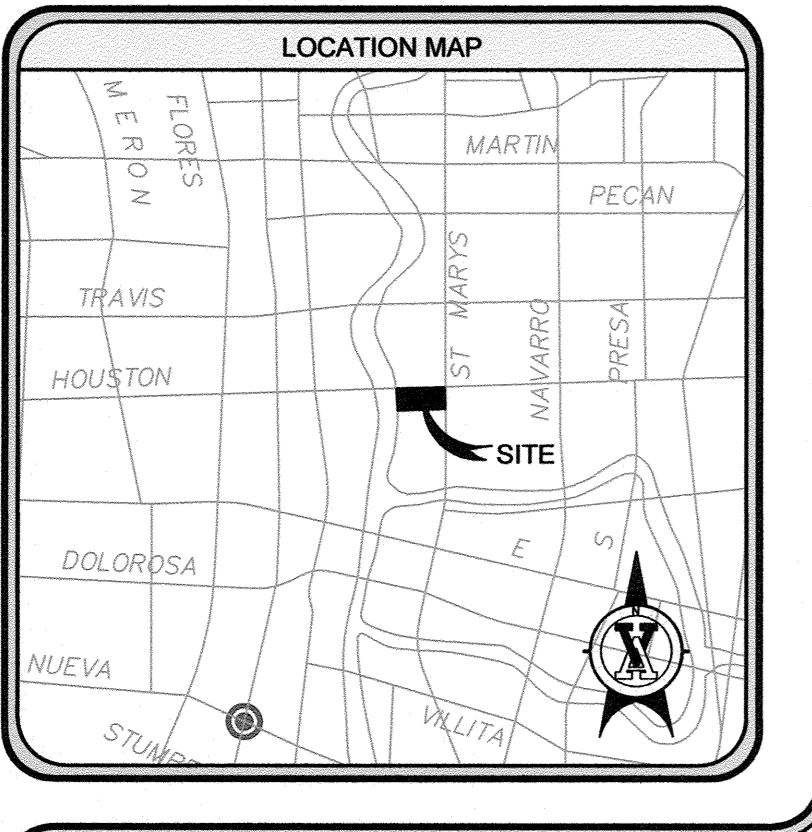 LOCATION MAP
MERON
FLORES
MARTIN
PECAN
ST MARYS
TRAVIS
NAVARRO
PRESA
HOUSTON
SITE
E
S
DOLOROSA
N
NUEVA
VILLITA